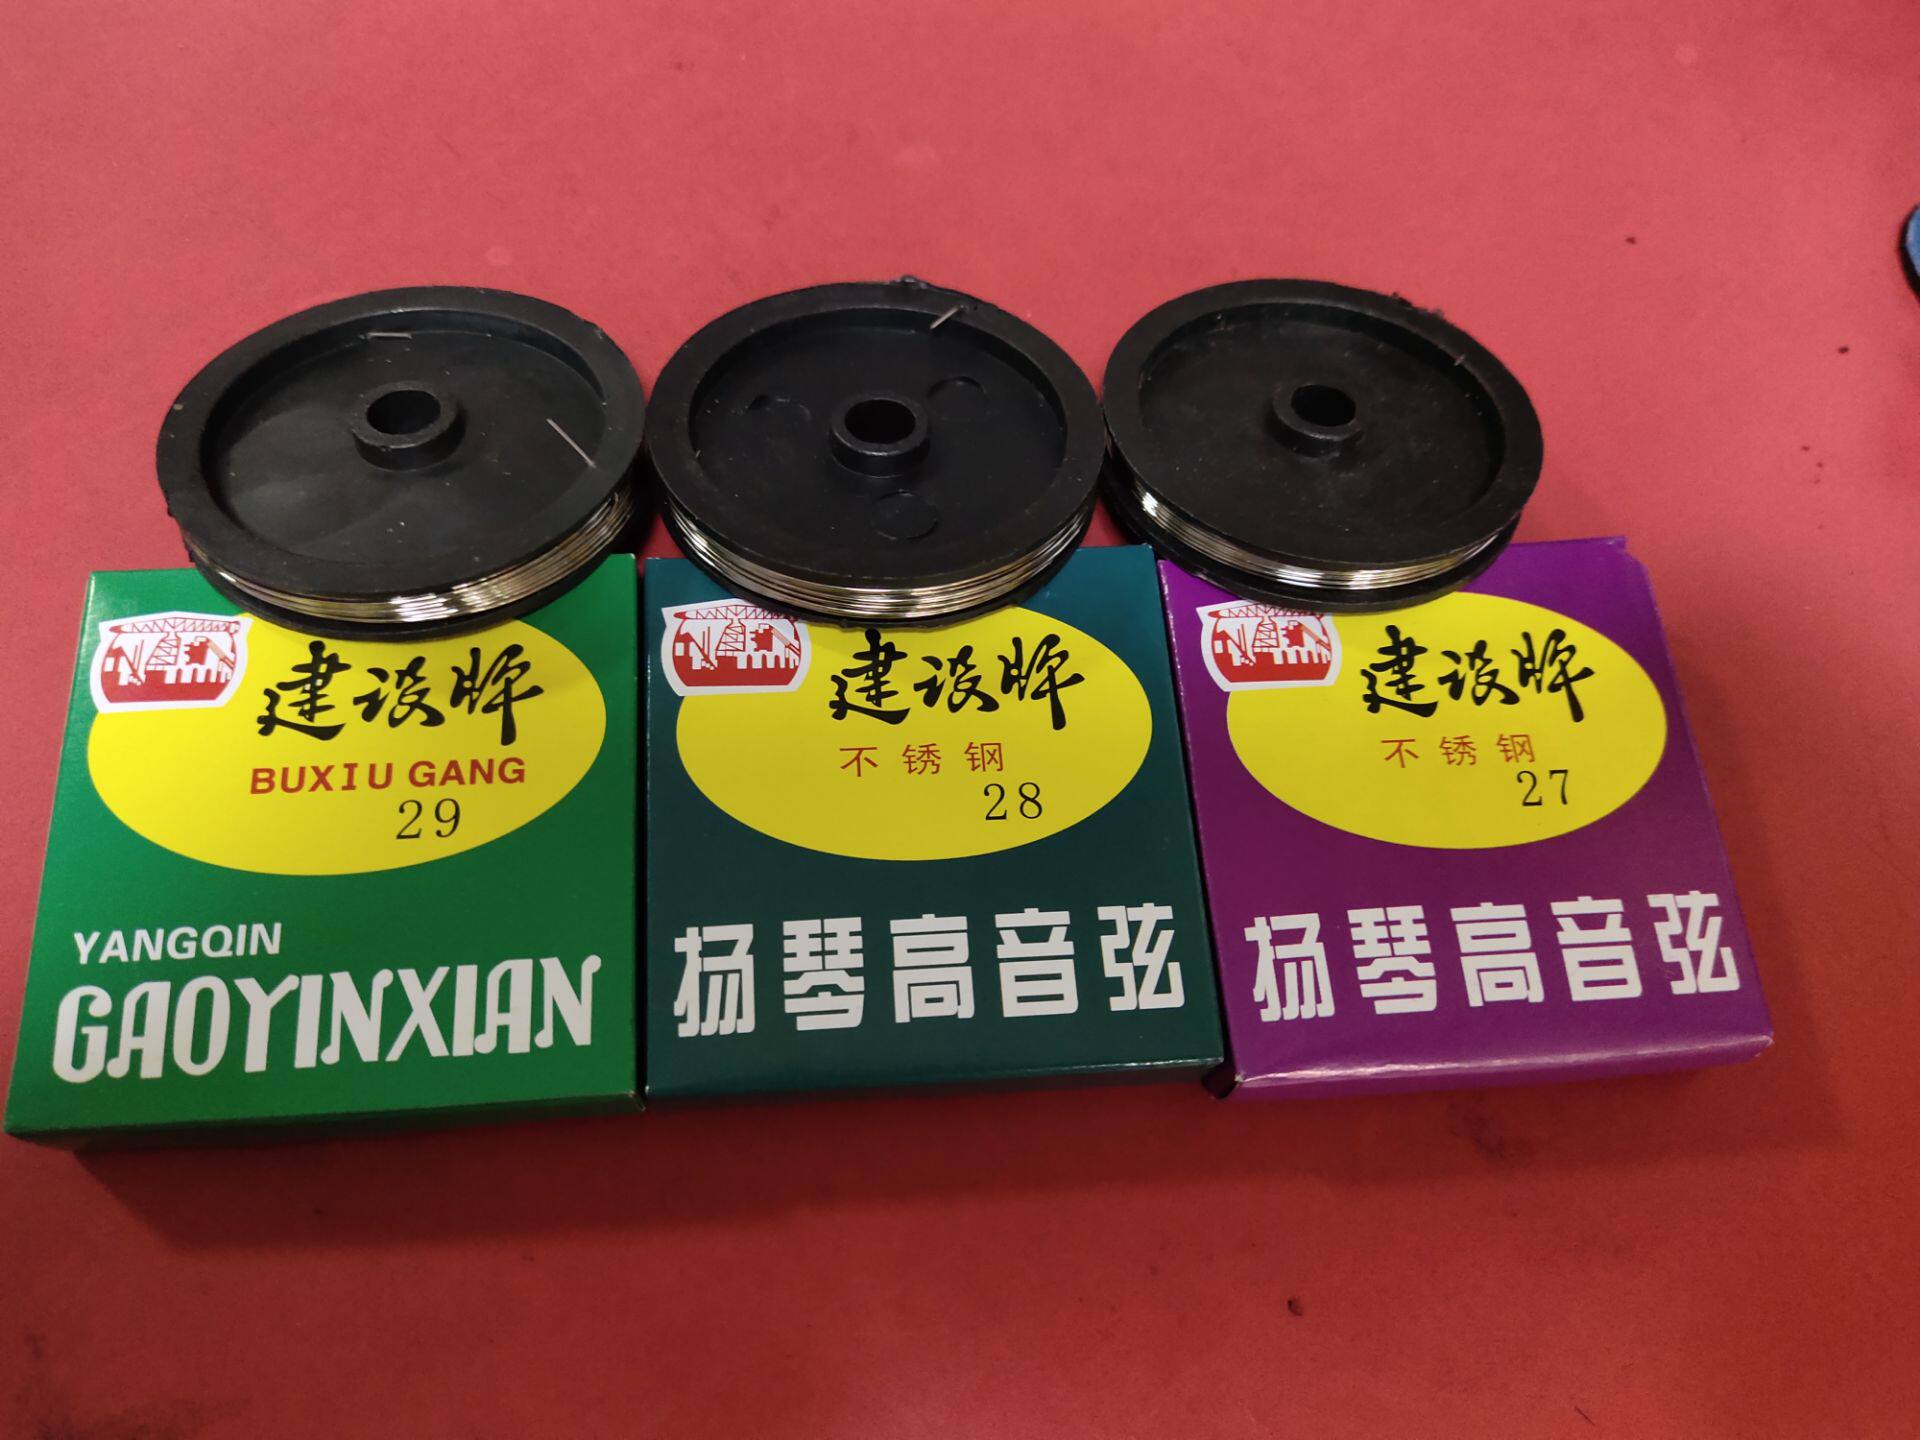 建设牌
BUXIU GANG
29
YANGQIN
GAOYINXIAN
建设牌
不锈钢
28
扬琴高音弦
建设牌
不锈钢
27
扬琴高音弦